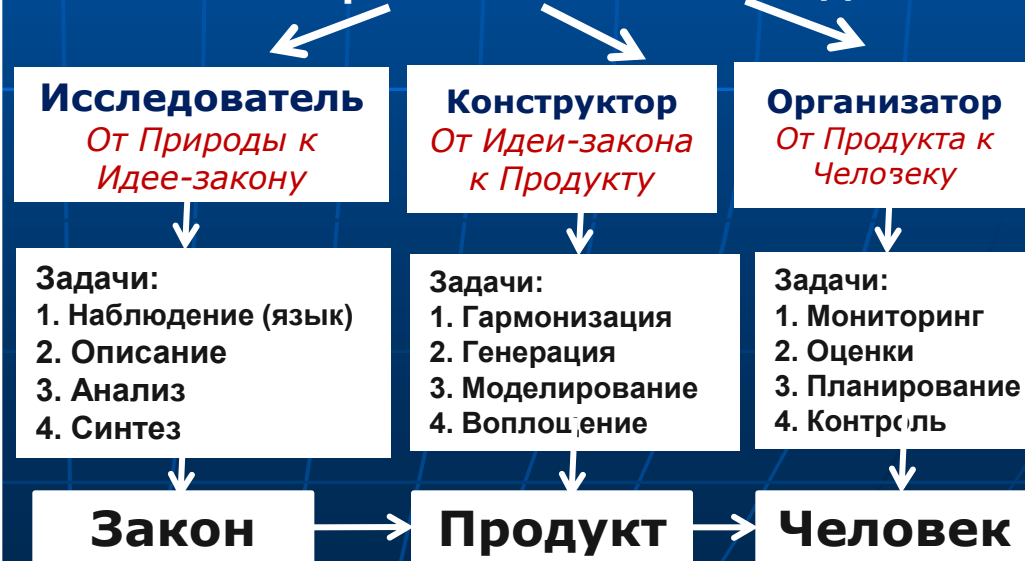 Исследователь
От Природы к
Идее-закону
Конструктор
От Идеи-закона
к Продукту
Организатор
От Продукта к
Человеку
Задачи:
1. Наблюдение (язык)
2. Описание
3. Анализ
4. Синтез
Задачи:
1. Гармонизация
2. Генерация
3. Моделирование
4. Воплощение
Задачи:
1. Мониторинг
2. Оценки
3. Планирование
4. Контроль
Закон
Продукт
Человек